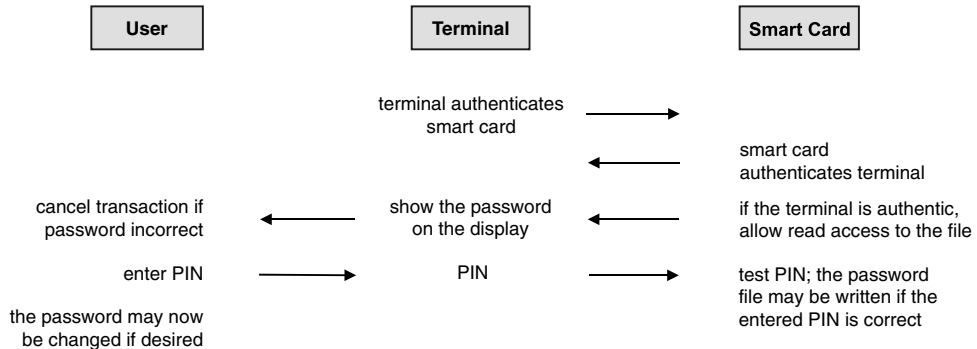 User
Terminal
Smart Card
terminal authenticates
smart card
smart card
authenticates terminal
cancel transaction if
password incorrect
show the password
on the display
if the terminal is authentic,
allow read access to the file
enter PIN
PIN
test PIN; the password
file may be written if the
entered PIN is correct
the password may now
be changed if desired